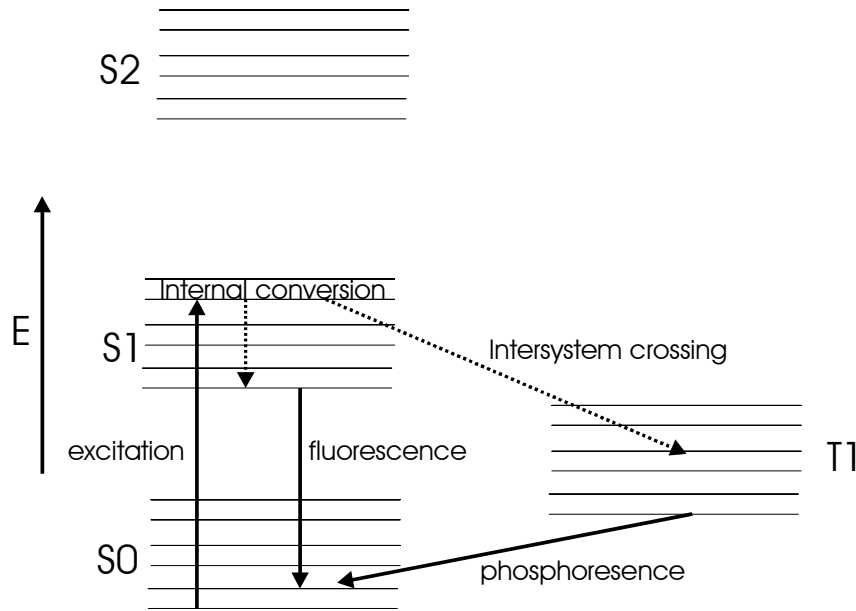 S2
Internal conversion
E
S1
Intersystem crossing
excitation
fluorescence
T1
S0
phosphoresence